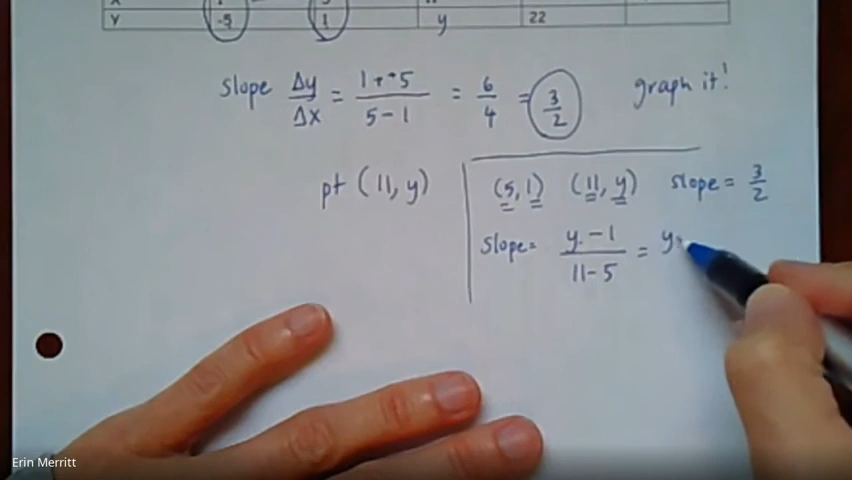 Y -5 1 y 22
slope Δy/Δx = 1++5/5-1 = 6/4 = 3/2 graph it!
pt (11, y)
(5,1) (11, y) slope = 3/2
slope = y-1/11-5 = y
Erin Merritt